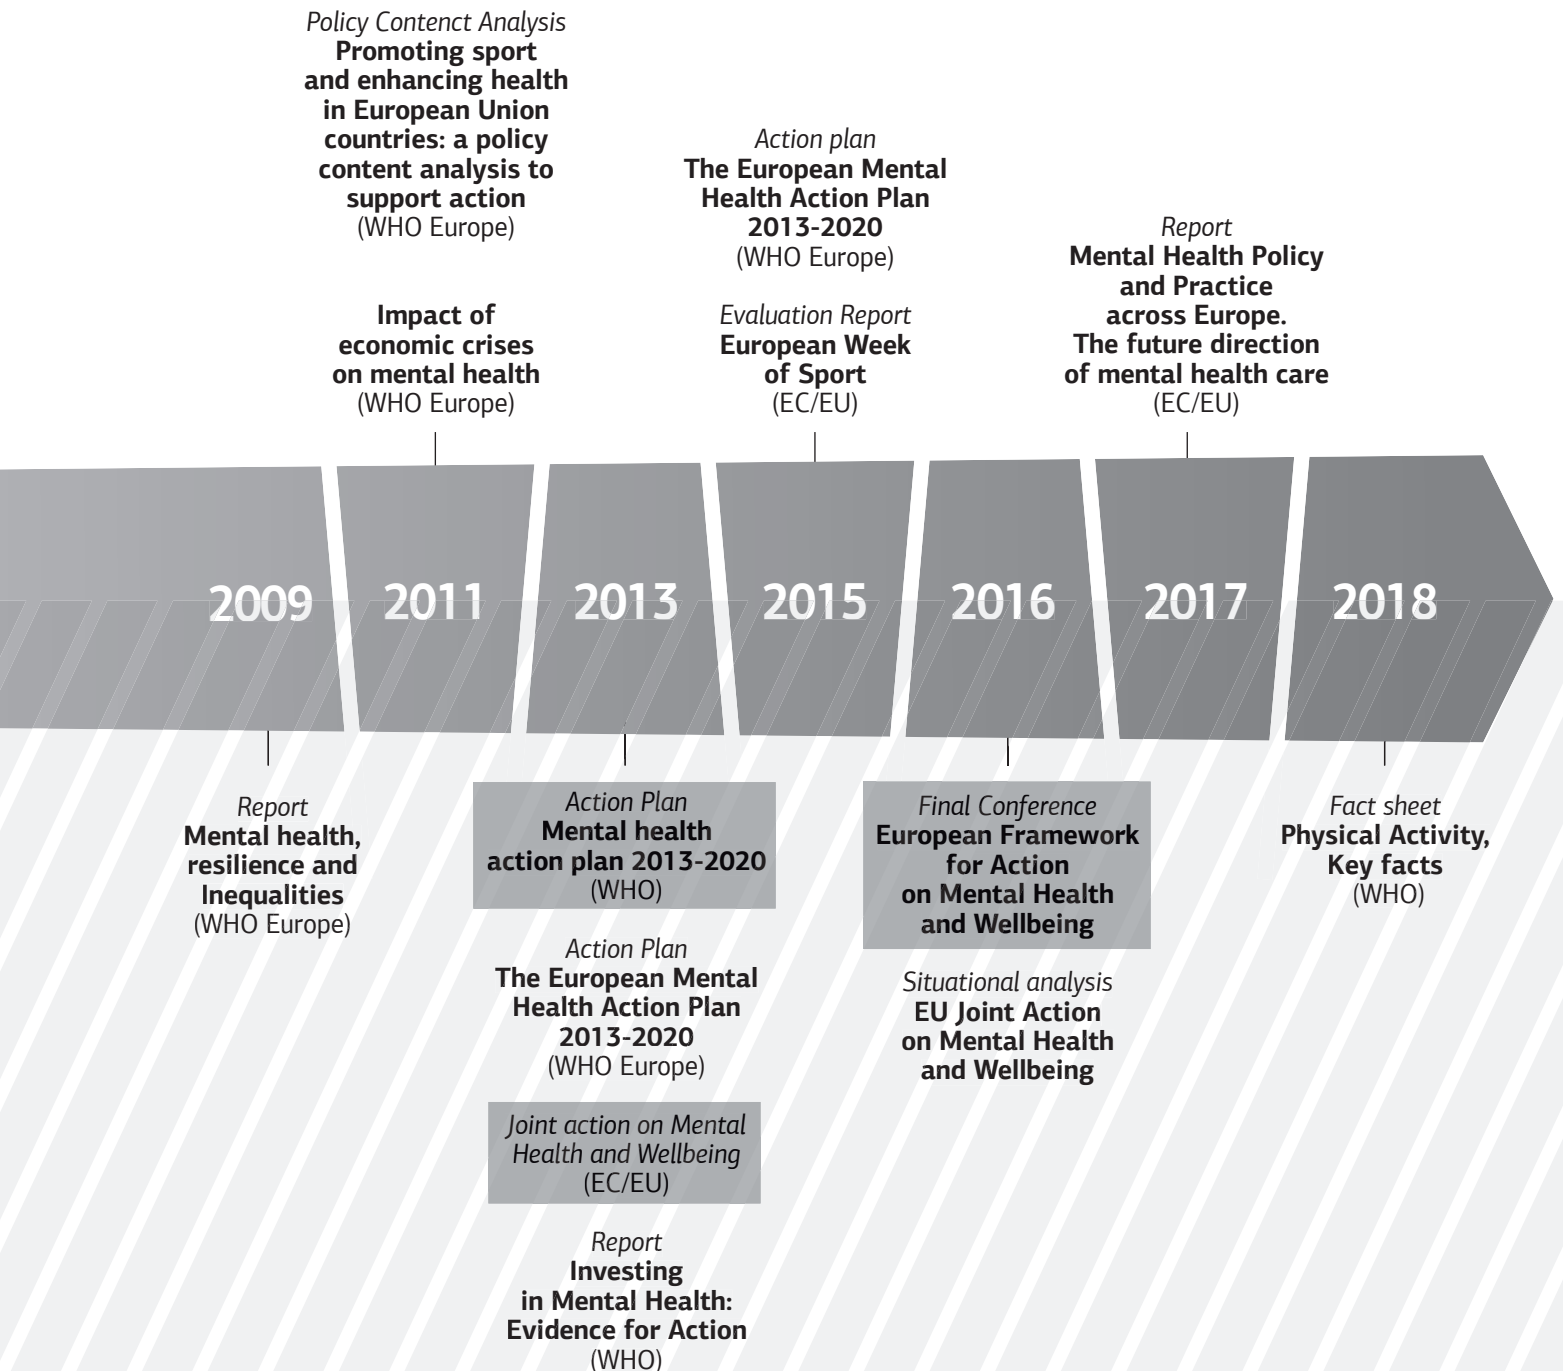 Policy Contenct Analysis
Promoting sport
and enhancing health
in European Union
countries: a policy
content analysis to
support action
(WHO Europe)
Impact of
economic crises
on mental health
(WHO Europe)
Action plan
The European Mental
Health Action Plan
2013-2020
(WHO Europe)
Evaluation Report
European Week
of Sport
(EC/EU)
Report
Mental Health Policy
and Practice
across Europe.
The future direction
of mental health care
(EC/EU)
2009
2011
2013
2015
2016
2017
2018
Report
Mental health,
resilience and
Inequalities
(WHO Europe)
Action Plan
Mental health
action plan 2013-2020
(WHO)
Action Plan
The European Mental
Health Action Plan
2013-2020
(WHO Europe)
Joint action on Mental
Health and Wellbeing
(EC/EU)
Report
Investing
in Mental Health:
Evidence for Action
(WHO)
Final Conference
European Framework
for Action
on Mental Health
and Wellbeing
Situational analysis
EU Joint Action
on Mental Health
and Wellbeing
Fact sheet
Physical Activity,
Key facts
(WHO)